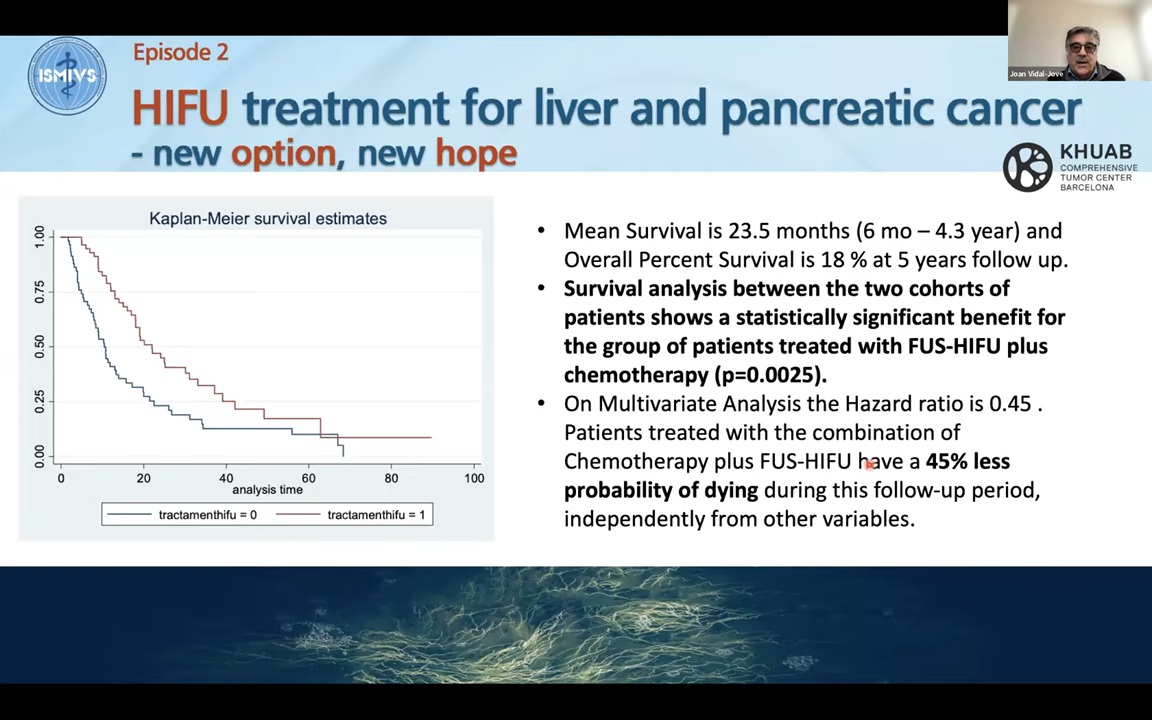 ISMIVS
Episode 2
HIFU treatment for liver and pancreatic cancer
- new option, new hope
Joan Vidal-Jove
KHUAB
COMPREHENSIVE
TUMOR CENTER
BARCELONA
Kaplan-Meier survival estimates
1.00
0.75
0.50
0.25
0.00
0 20 40 60 80 100
analysis time
tractamenthifu = 0 tractamenthifu = 1
• Mean Survival is 23.5 months (6 mo – 4.3 year) and
Overall Percent Survival is 18 % at 5 years follow up.
• Survival analysis between the two cohorts of
patients shows a statistically significant benefit for
the group of patients treated with FUS-HIFU plus
chemotherapy (p=0.0025).
• On Multivariate Analysis the Hazard ratio is 0.45 .
Patients treated with the combination of
Chemotherapy plus FUS-HIFU have a 45% less
probability of dying during this follow-up period,
independently from other variables.